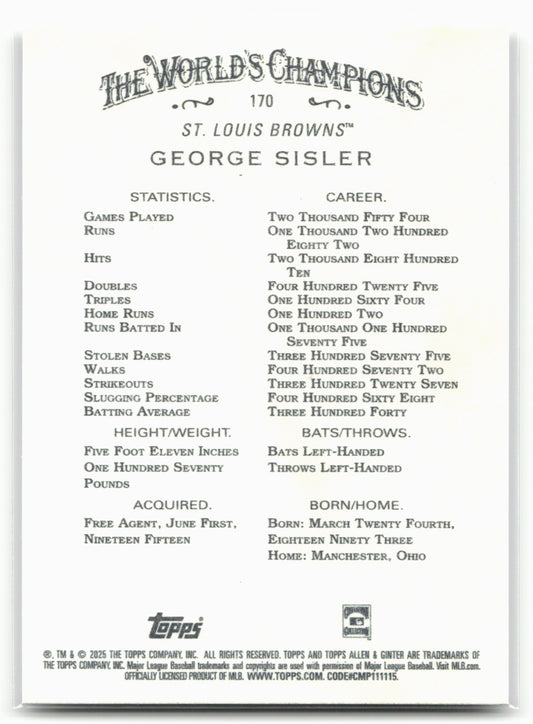 THE WORLD'S CHAMPIONS
170
ST. LOUIS BROWNS™
GEORGE SISLER
STATISTICS. CAREER.
GAMES PLAYED TWO THOUSAND FIFTY FOUR
RUNS ONE THOUSAND TWO HUNDRED
EIGHTY TWO
HITS TWO THOUSAND EIGHT HUNDRED
TEN
DOUBLES FOUR HUNDRED TWENTY FIVE
TRIPLES ONE HUNDRED SIXTY FOUR
HOME RUNS ONE HUNDRED TWO
RUNS BATTED IN ONE THOUSAND ONE HUNDRED
SEVENTY FIVE
STOLEN BASES THREE HUNDRED SEVENTY FIVE
WALKS FOUR HUNDRED SEVENTY TWO
STRIKEOUTS THREE HUNDRED TWENTY SEVEN
SLUGGING PERCENTAGE FOUR HUNDRED SIXTY EIGHT
BATTING AVERAGE THREE HUNDRED FORTY
HEIGHT/WEIGHT. BATS/THROWS.
FIVE FOOT ELEVEN INCHES BATS LEFT-HANDED
ONE HUNDRED SEVENTY THROWS LEFT-HANDED
POUNDS
ACQUIRED. BORN/HOME.
FREE AGENT, JUNE FIRST, BORN: MARCH TWENTY FOURTH,
NINETEEN FIFTEEN EIGHTEEN NINETY THREE
HOME: MANCHESTER, OHIO
topps
®, TM & © 2025 THE TOPPS COMPANY, INC. ALL RIGHTS RESERVED. TOPPS AND TOPPS ALLEN & GINTER ARE TRADEMARKS OF
THE TOPPS COMPANY, INC. Major League Baseball trademarks and copyrights are used with permission of Major League Baseball. Visit MLB.com.
OFFICIALLY LICENSED PRODUCT OF MLB. WWW.TOPPS.COM. CODE#CMP111115.